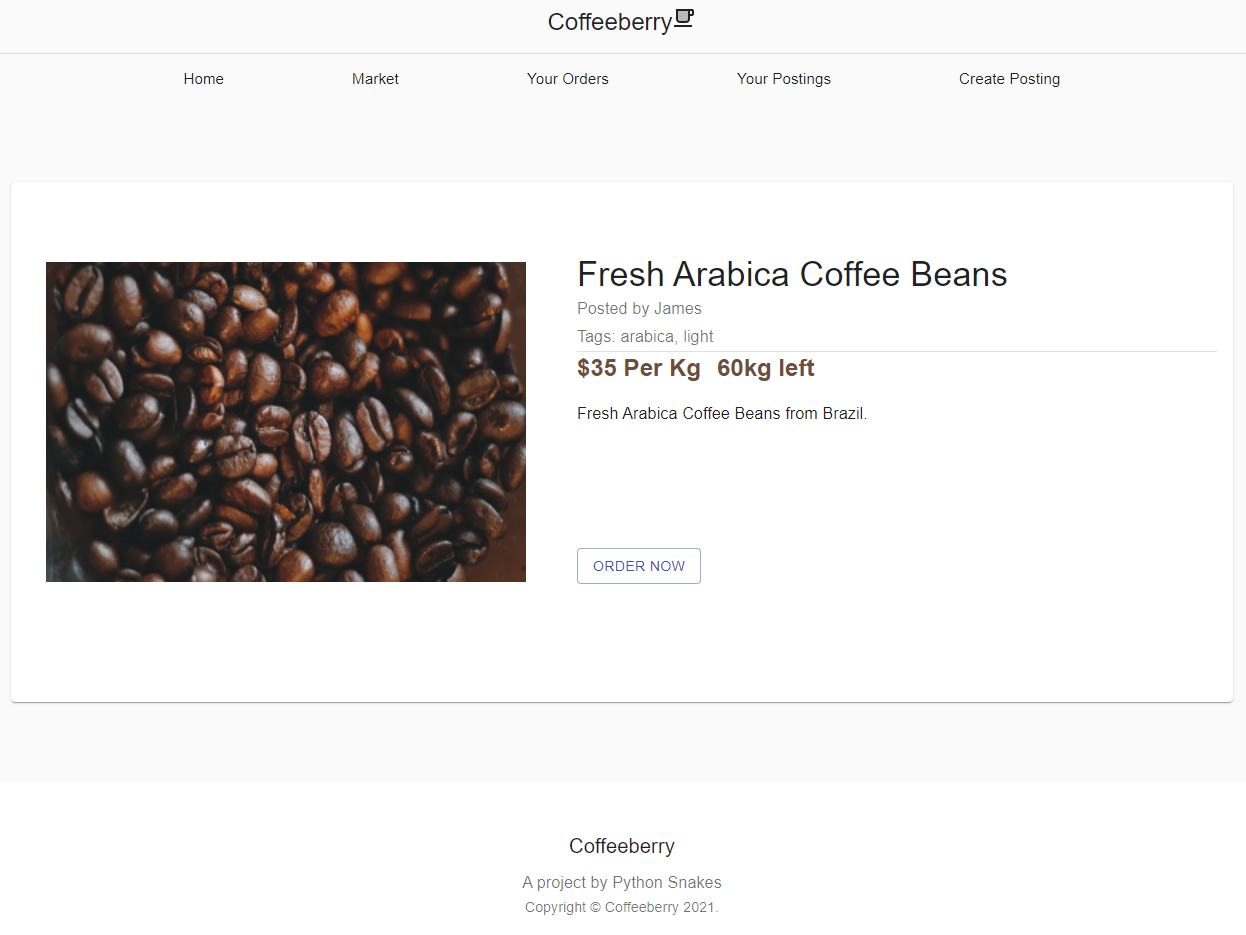 Coffeeberry
Home Market Your Orders Your Postings Create Posting
Fresh Arabica Coffee Beans
Posted by James
Tags: arabica, light
$35 Per Kg 60kg left
Fresh Arabica Coffee Beans from Brazil.
ORDER NOW
Coffeeberry
A project by Python Snakes
Copyright © Coffeeberry 2021.